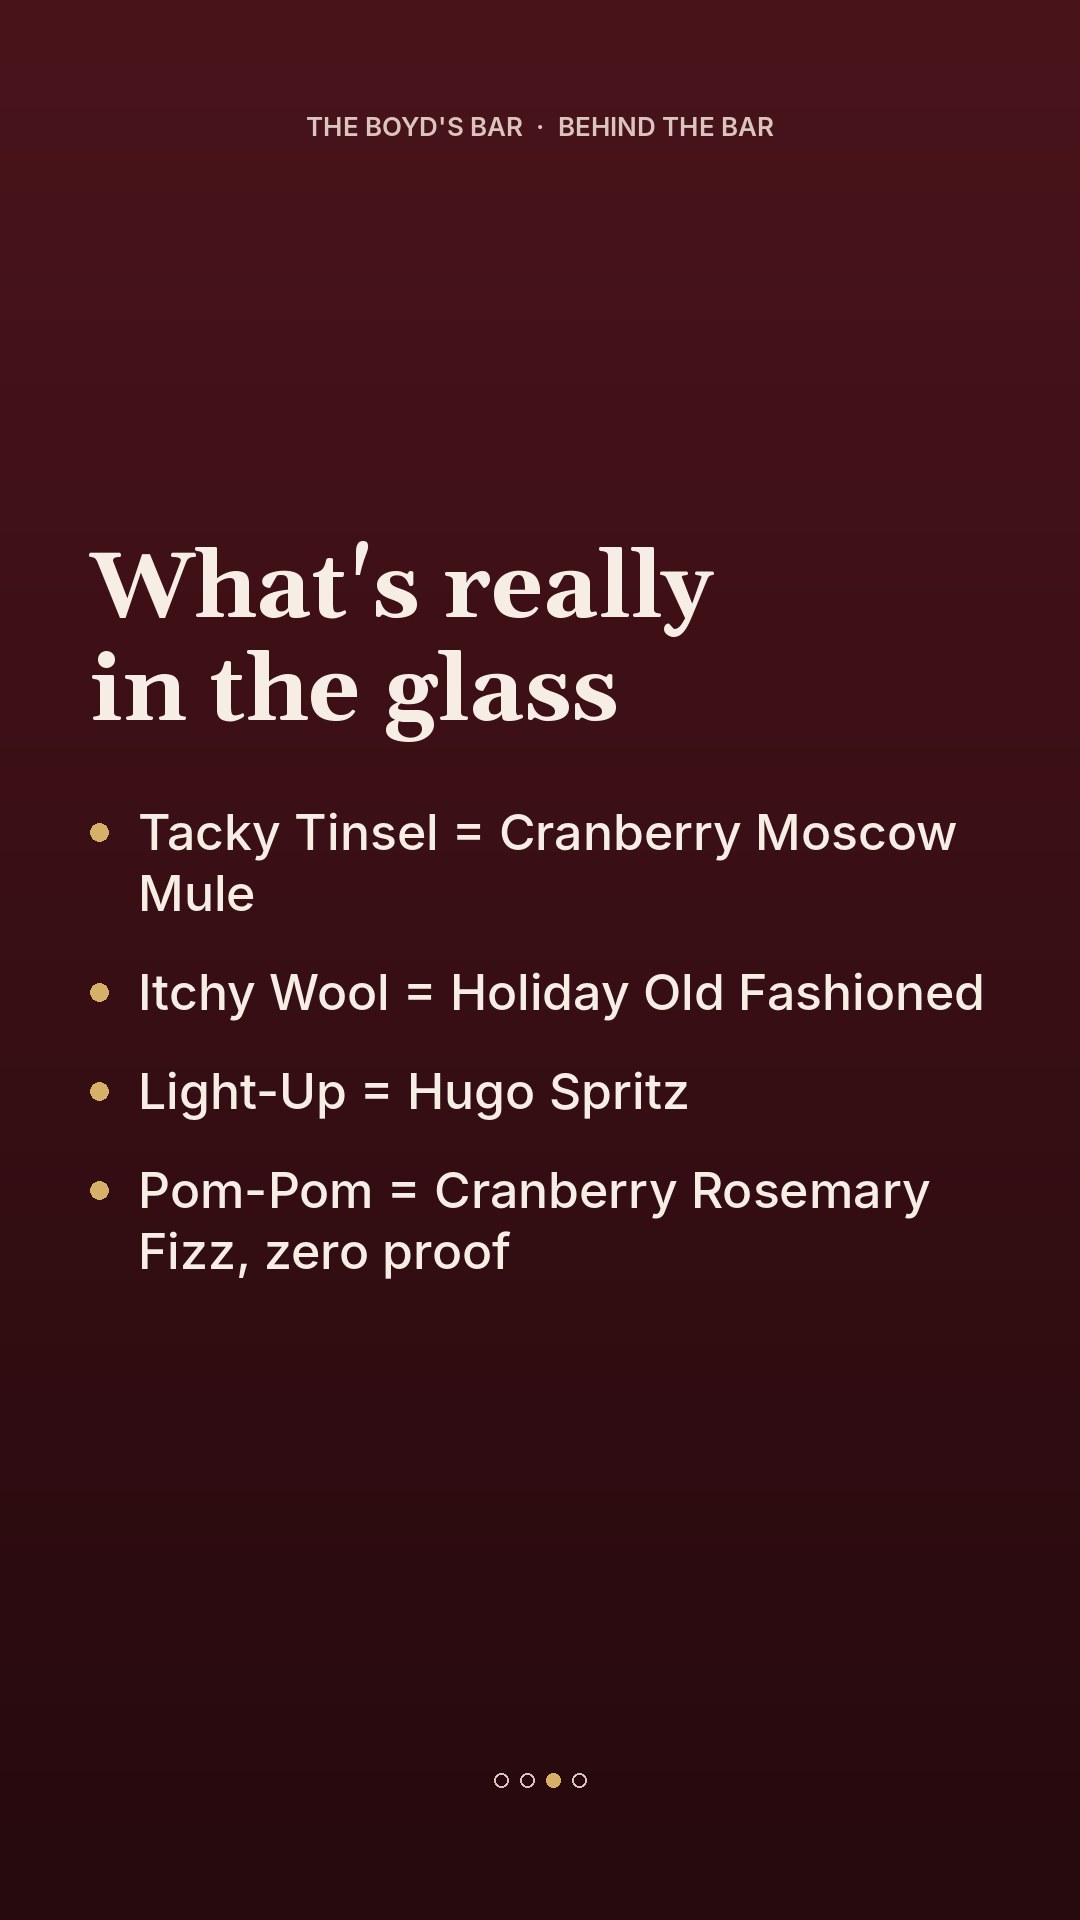 THE BOYD'S BAR · BEHIND THE BAR
What's really
in the glass
Tacky Tinsel = Cranberry Moscow
Mule
Itchy Wool = Holiday Old Fashioned
Light-Up = Hugo Spritz
Pom-Pom = Cranberry Rosemary
Fizz, zero proof